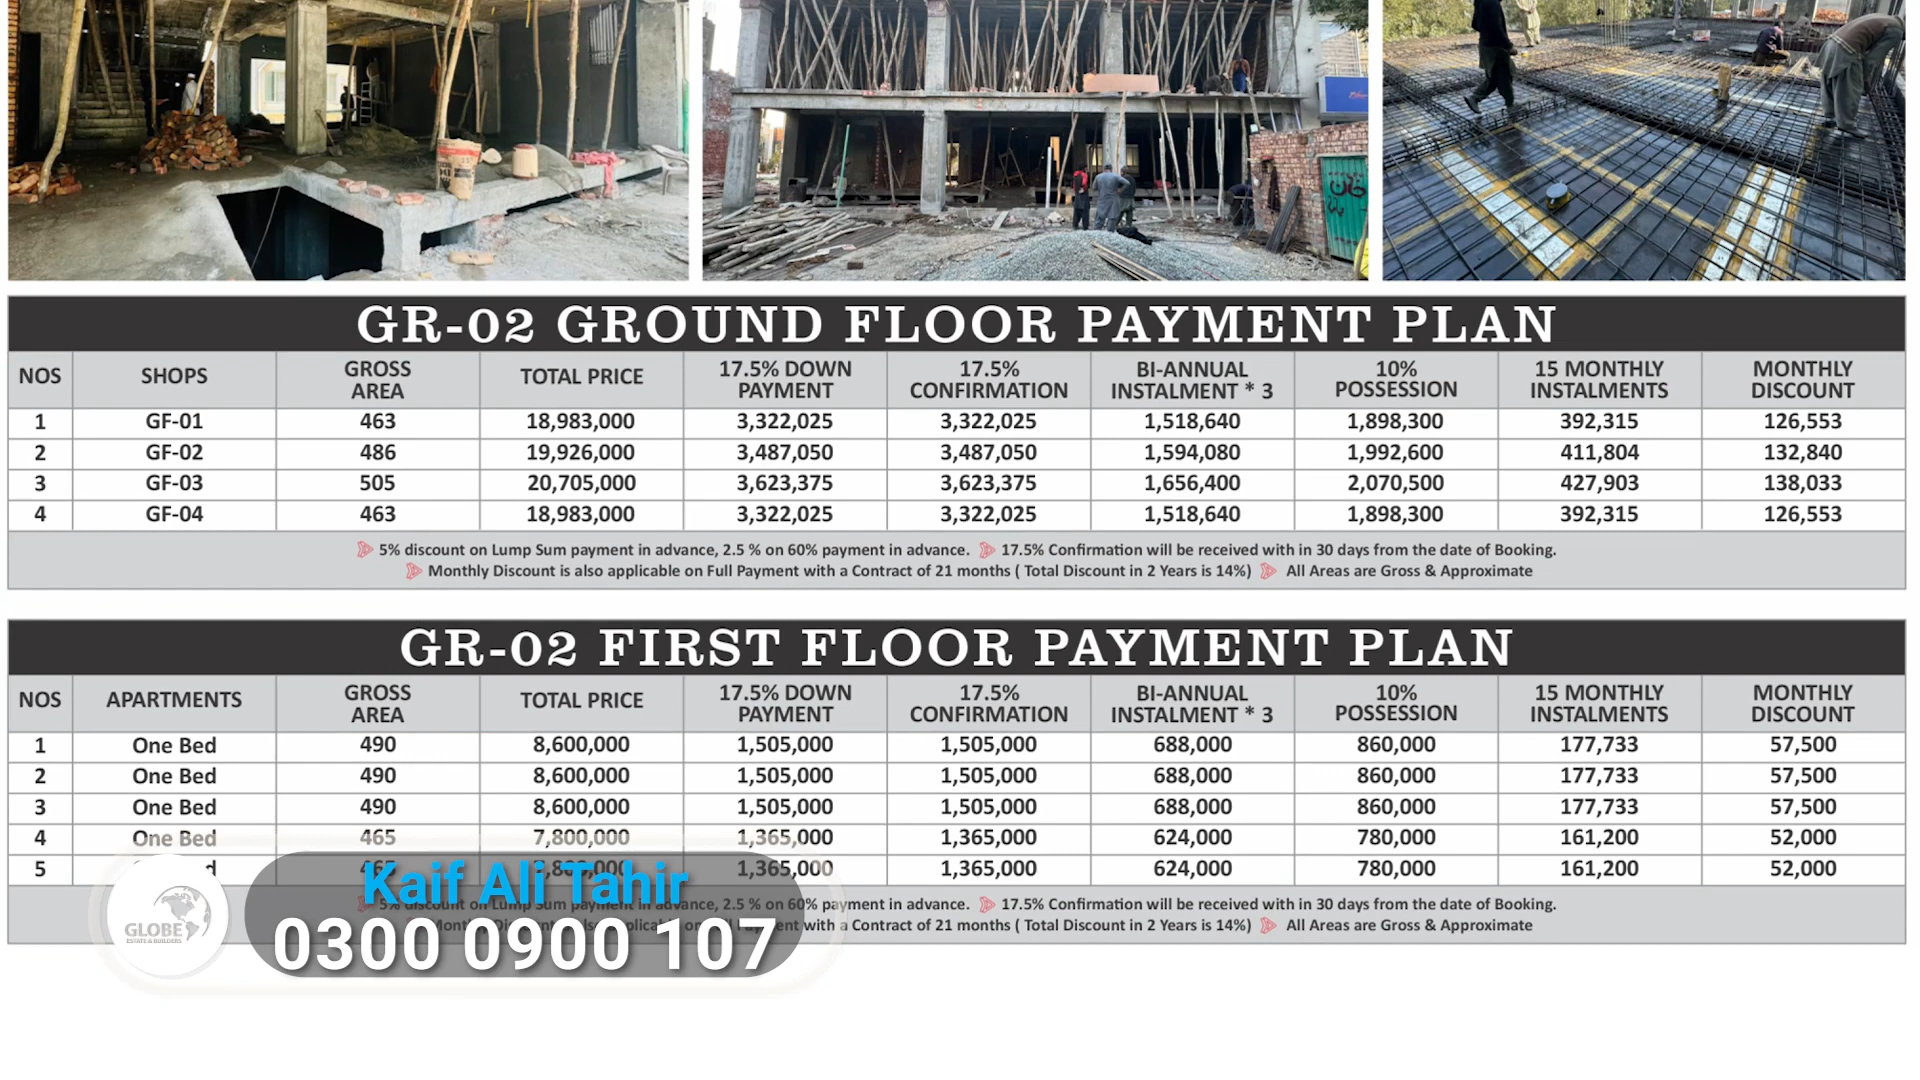 GR-02 GROUND FLOOR PAYMENT PLAN
NOS SHOPS GROSS AREA TOTAL PRICE 17.5% DOWN PAYMENT 17.5% CONFIRMATION BI-ANNUAL INSTALMENT * 3 10% POSSESSION 15 MONTHLY INSTALMENTS MONTHLY DISCOUNT
1 GF-01 463 18,983,000 3,322,025 3,322,025 1,518,640 1,898,300 392,315 126,553
2 GF-02 486 19,926,000 3,487,050 3,487,050 1,594,080 1,992,600 411,804 132,840
3 GF-03 505 20,705,000 3,623,375 3,623,375 1,656,400 2,070,500 427,903 138,033
4 GF-04 463 18,983,000 3,322,025 3,322,025 1,518,640 1,898,300 392,315 126,553
5% discount on Lump Sum payment in advance, 2.5 % on 60% payment in advance. 17.5% Confirmation will be received with in 30 days from the date of Booking.
Monthly Discount is also applicable on Full Payment with a Contract of 21 months ( Total Discount in 2 Years is 14%) All Areas are Gross & Approximate
GR-02 FIRST FLOOR PAYMENT PLAN
NOS APARTMENTS GROSS AREA TOTAL PRICE 17.5% DOWN PAYMENT 17.5% CONFIRMATION BI-ANNUAL INSTALMENT * 3 10% POSSESSION 15 MONTHLY INSTALMENTS MONTHLY DISCOUNT
1 One Bed 490 8,600,000 1,505,000 1,505,000 688,000 860,000 177,733 57,500
2 One Bed 490 8,600,000 1,505,000 1,505,000 688,000 860,000 177,733 57,500
3 One Bed 490 8,600,000 1,505,000 1,505,000 688,000 860,000 177,733 57,500
4 One Bed 465 7,800,000 1,365,000 1,365,000 624,000 780,000 161,200 52,000
5 1,365,000 1,365,000 624,000 780,000 161,200 52,000
5% discount on Lump Sum payment in advance, 2.5 % on 60% payment in advance. 17.5% Confirmation will be received with in 30 days from the date of Booking.
with a Contract of 21 months ( Total Discount in 2 Years is 14%) All Areas are Gross & Approximate
GLOBE
ESTATE & BUILDERS
Kaif Ali Tahir
0300 0900 107